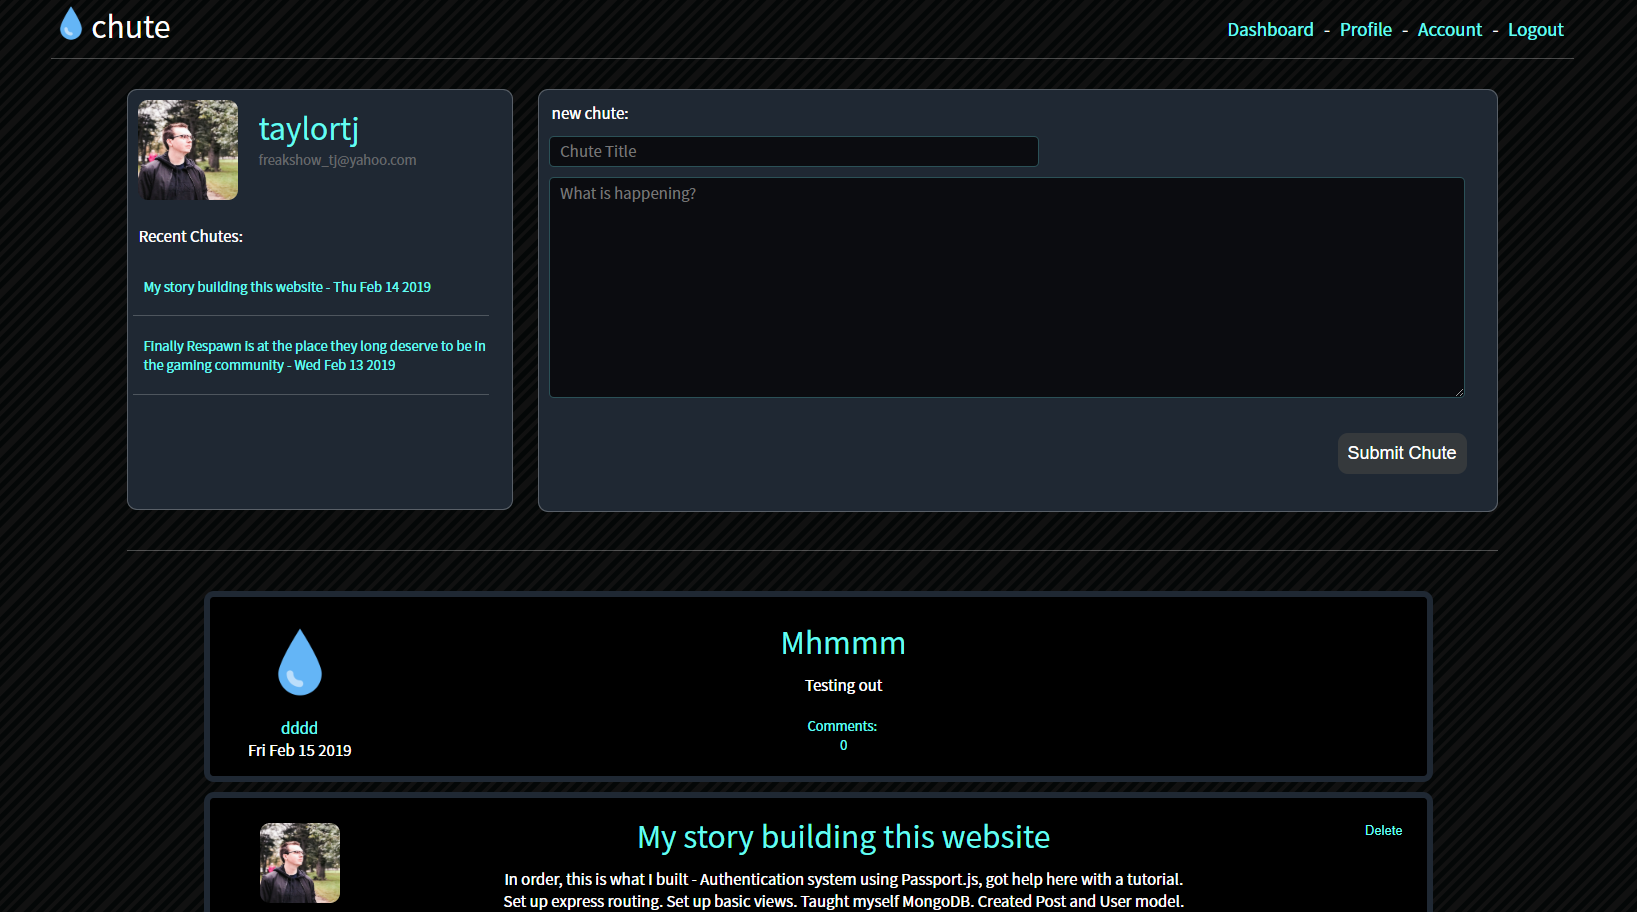 chute
Dashboard - Profile - Account - Logout
taylortj
freakshow_tj@yahoo.com
Recent Chutes:
My story building this website - Thu Feb 14 2019
Finally Respawn is at the place they long deserve to be in
the gaming community - Wed Feb 13 2019
new chute:
Chute Title
What is happening?
Submit Chute
dddd
Fri Feb 15 2019
Mhmmm
Testing out
Comments:
0
My story building this website
Delete
In order, this is what I built - Authentication system using Passport.js, got help here with a tutorial.
Set up express routing. Set up basic views. Taught myself MongoDB. Created Post and User model.